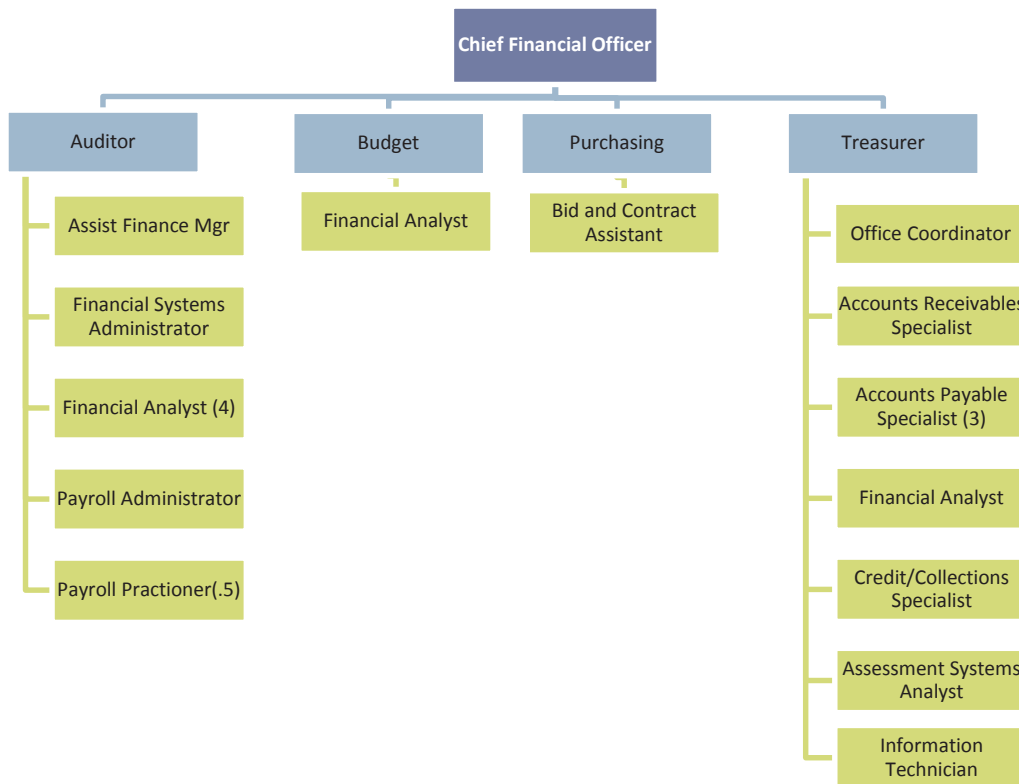 Chief Financial Officer
Auditor
Budget
Purchasing
Treasurer
Assist Finance Mgr
Financial Systems
Administrator
Financial Analyst (4)
Payroll Administrator
Payroll Practioner(.5)
Financial Analyst
Bid and Contract
Assistant
Office Coordinator
Accounts Receivables
Specialist
Accounts Payable
Specialist (3)
Financial Analyst
Credit/Collections
Specialist
Assessment Systems
Analyst
Information
Technician